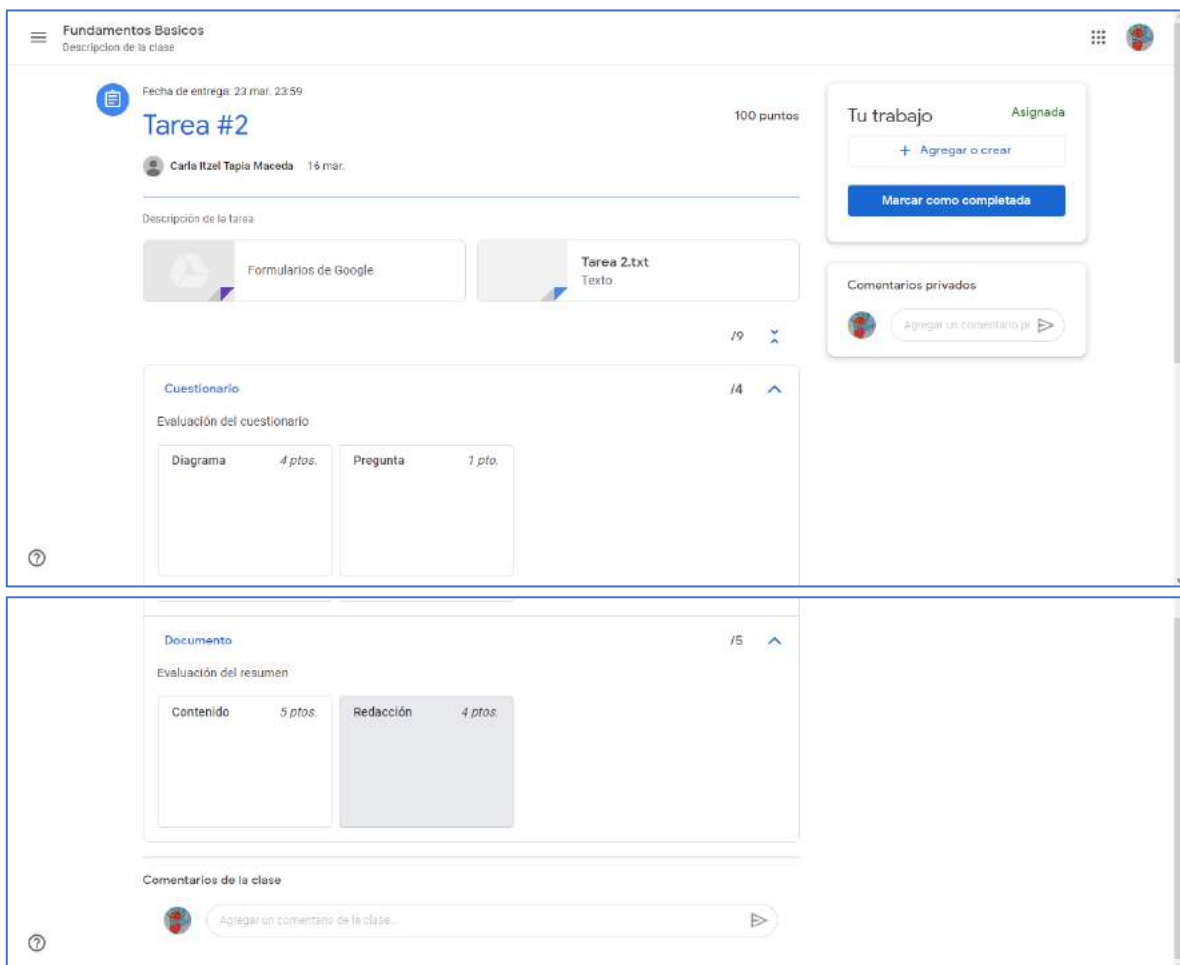 Fundamentos Basicos
Descripcion de la clase
Fecha de entrega: 23 mar. 23:59
Tarea #2
100 puntos
Carla Itzel Tapia Maceda 16 mar.
Descripción de la tarea
Formularios de Google
Tarea 2.txt
Texto
/9
Cuestionario /4
Evaluación del cuestionario
Diagrama 4 ptos. Pregunta 1 pto.
Tu trabajo Asignada
+ Agregar o crear
Marcar como completada
Comentarios privados
Agregar un comentario pr
Documento /5
Evaluación del resumen
Contenido 5 ptos. Redacción 4 ptos.
Comentarios de la clase
Agregar un comentario de la clase...